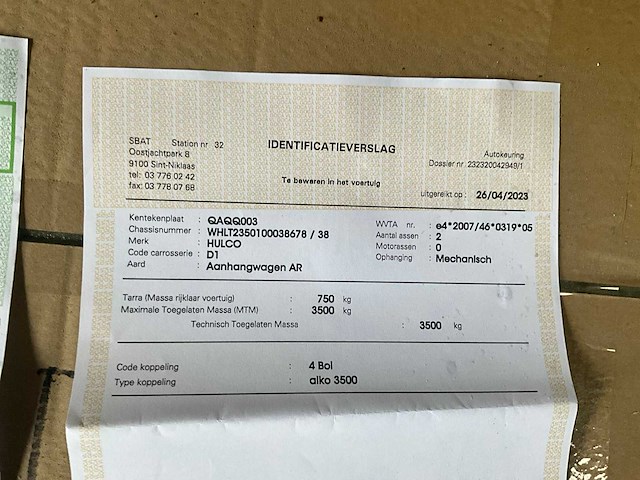 SBAT Station nr 32
Oostjachtpark 8
9100 Sint-Niklaas
tel: 03 776 02 42
fax: 03 778 07 68
IDENTIFICATIEVERSLAG
Te bewaren in het voertuig
Autokeuring
Dossier nr 232320042949/1
uitgereikt op : 26/04/2023
Kentekenplaat : QAQQ003
Chassisnummer : WHLT2350100038678 / 38
Merk : HULCO
Code carrosserie : D1
Aard : Aanhangwagen AR
WVTA nr. : e4*2007/46*0319*05
Aantal assen : 2
Motorassen : 0
Ophanging : Mechanisch
Tarra (Massa rijklaar voertuig) : 750 kg
Maximale Toegelaten Massa (MTM) : 3500 kg
Technisch Toegelaten Massa : 3500 kg
Code koppeling : 4 Bol
Type koppeling : alko 3500